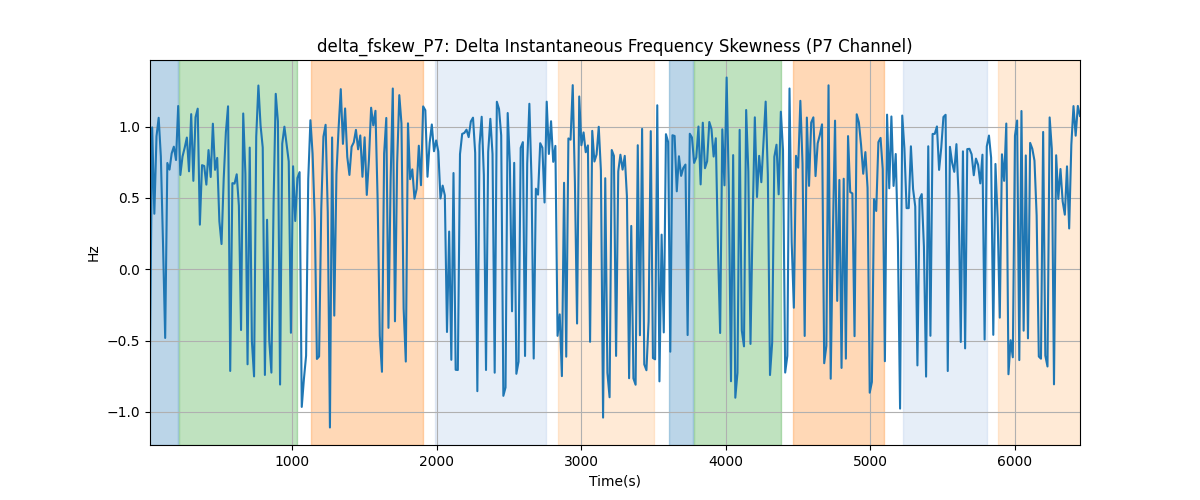 delta_fskew_P7: Delta Instantaneous Frequency Skewness (P7 Channel)
Hz
1.0
0.5
0.0
−0.5
−1.0
1000 2000 3000 4000 5000 6000
Time(s)